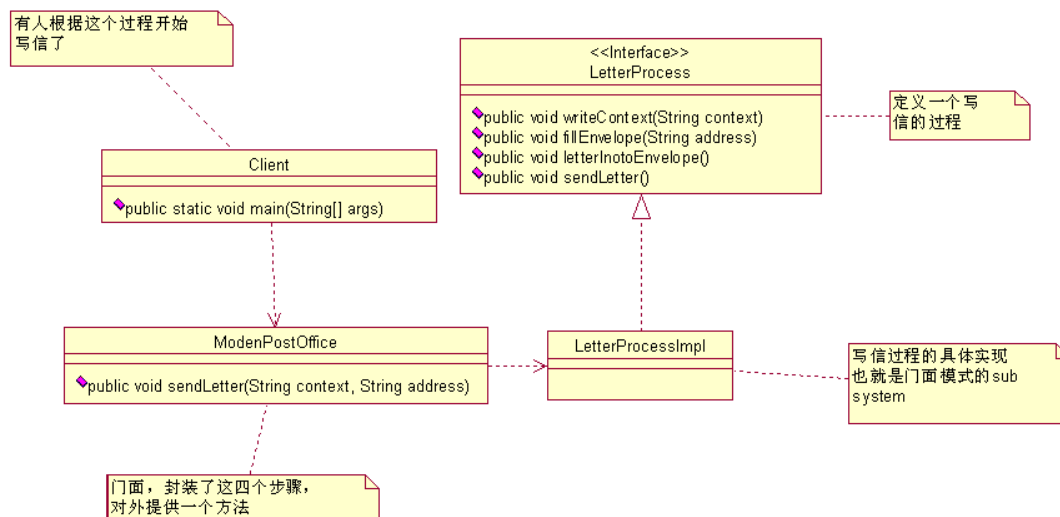 有人根据这个过程开始
写信了
<<Interface>>
LetterProcess
public void writeContext(String context)
public void fillEnvelope(String address)
public void letterInotoEnvelope()
public void sendLetter()
定义一个写
信的过程
Client
public static void main(String[] args)
ModenPostOffice
public void sendLetter(String context, String address)
LetterProcessImpl
写信过程的具体实现
也就是门面模式的sub
system
门面，封装了这四个步骤，
对外提供一个方法